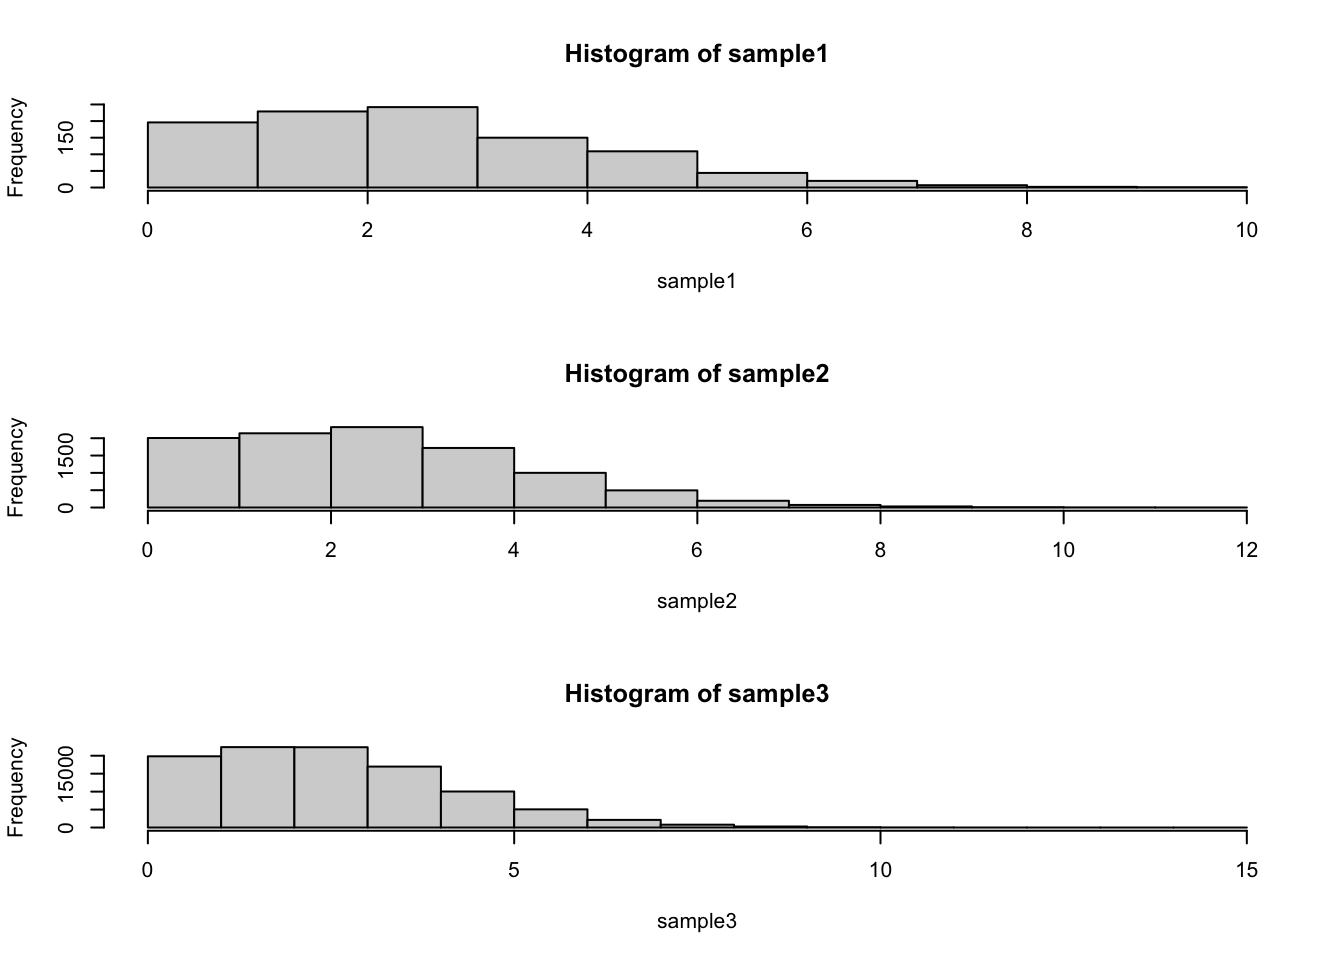 Histogram of sample1
Frequency
150
0
0 2 4 6 8 10
sample1
Histogram of sample2
Frequency
1500
0
0 2 4 6 8 10 12
sample2
Histogram of sample3
Frequency
15000
0
0 5 10 15
sample3